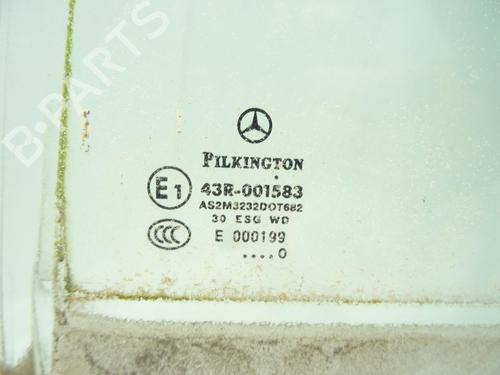 B-PARTS
PILKINGTON
E1 43R-001583
AS2M3232DOT682
30 ESG WD
CCC E 000199
....0